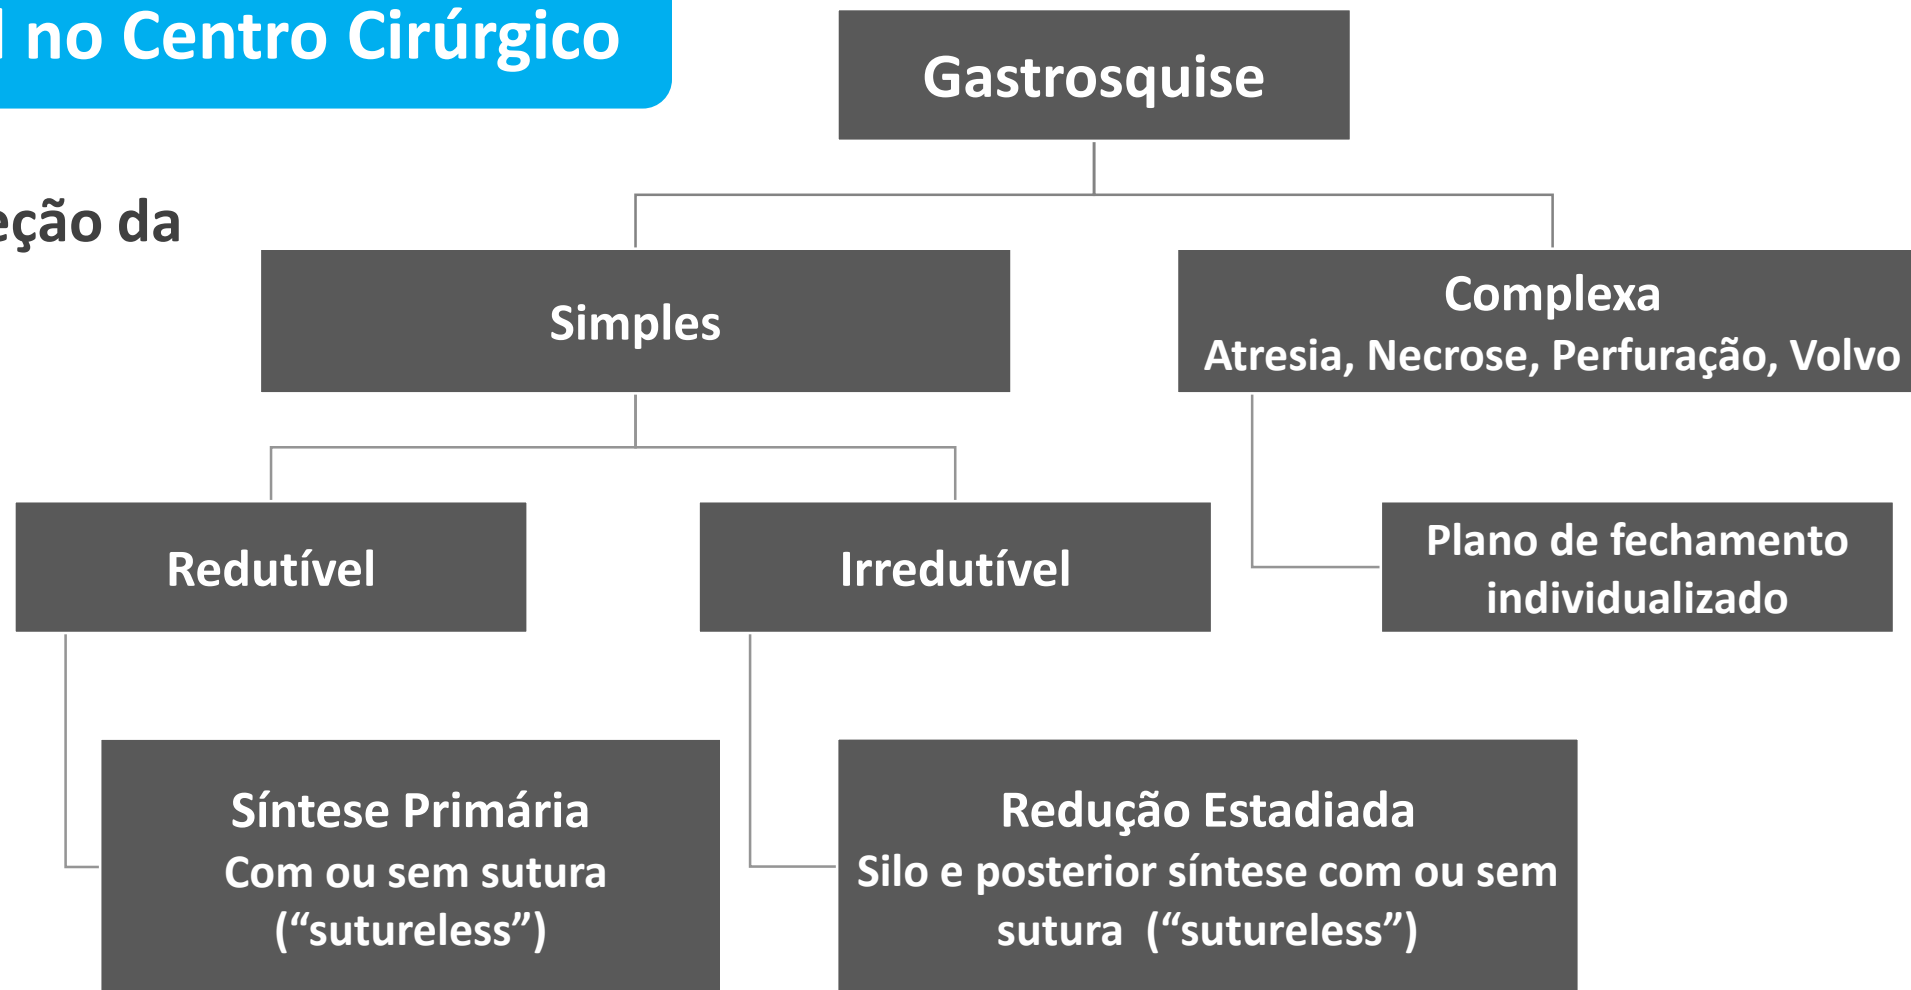 no Centro Cirúrgico
Gastrosquise
da
Simples
Complexa
Atresia, Necrose, Perfuração, Volvo
Redutível
Irredutível
Plano de fechamento
individualizado
Síntese Primária
Com ou sem sutura
(“sutureless”)
Redução Estadiada
Silo e posterior síntese com ou sem
sutura (“sutureless”)